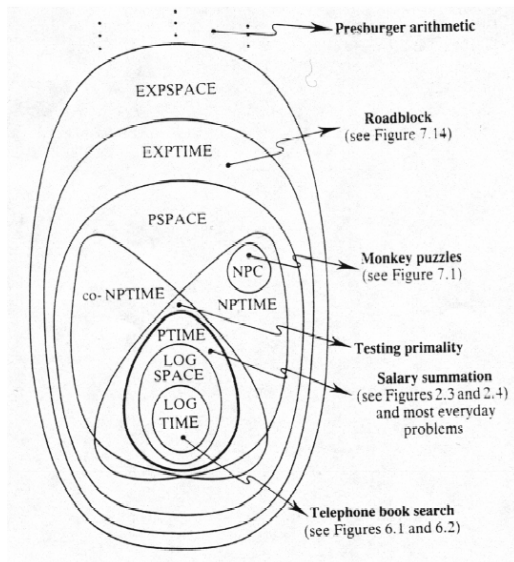 Presburger arithmetic
EXPSPACE
Roadblock
(see Figure 7.14)
EXPTIME
PSPACE
Monkey puzzles
(see Figure 7.1)
NPC
co- NPTIME
NPTIME
Testing primality
PTIME
LOG
SPACE
Salary summation
(see Figures 2.3 and 2.4)
and most everyday
problems
LOG
TIME
Telephone book search
(see Figures 6.1 and 6.2)